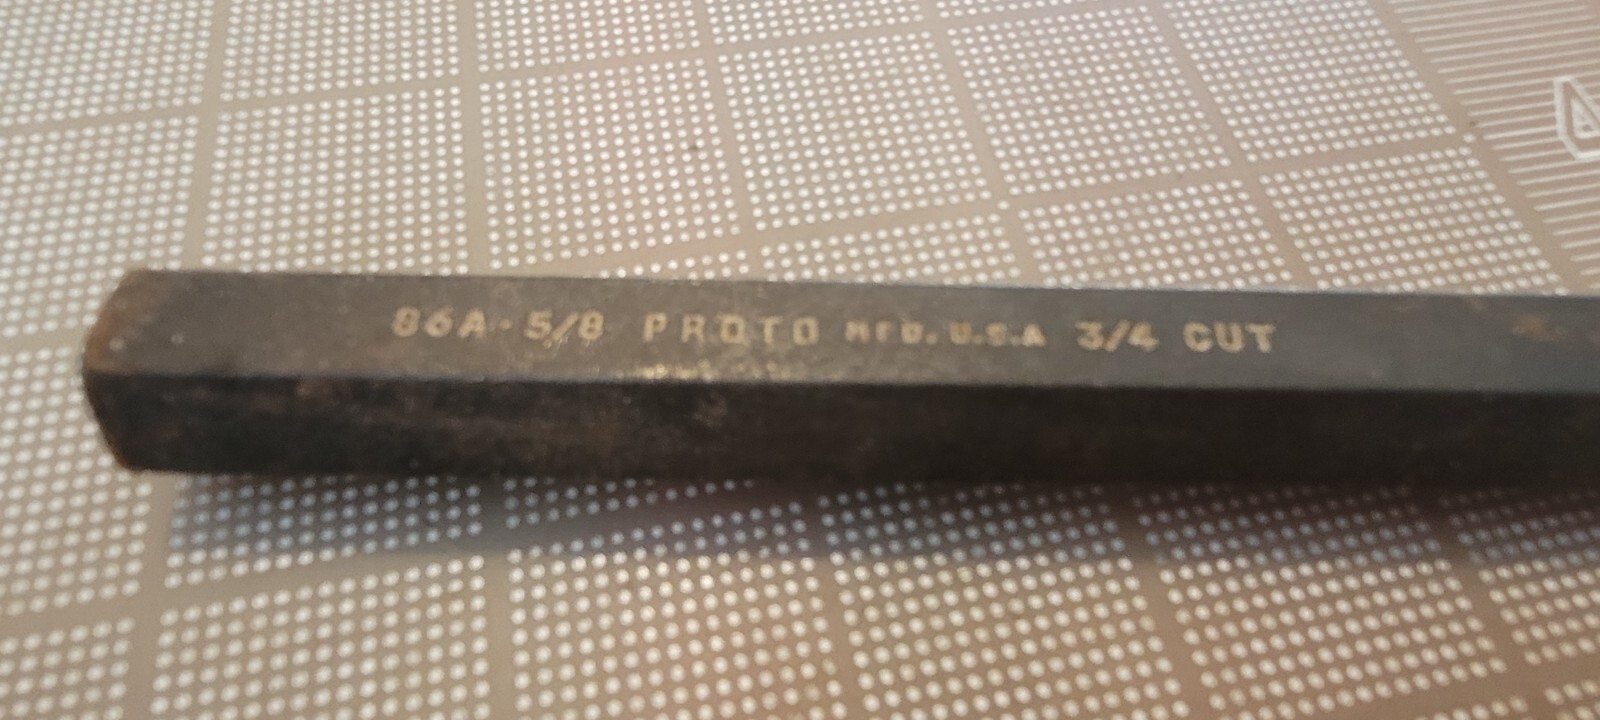 86A-5/8 PROTO MFD. U.S.A 3/4 CUT